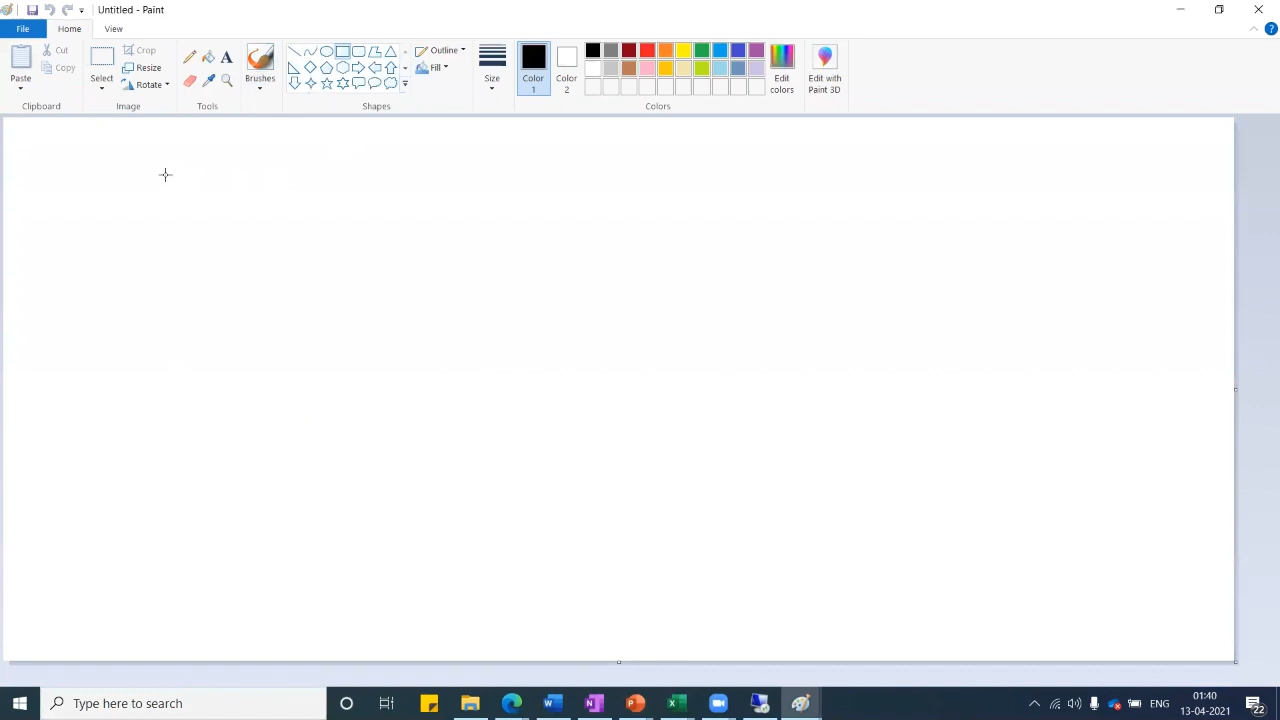 Untitled - Paint
File Home View
Paste
Cut
Copy
Clipboard
Select
Crop
Resize
Rotate
Image
A
Tools
Brushes
Outline
Fill
Shapes
Size
Color 1
Color 2
Edit colors
Colors
Edit with Paint 3D
?
Type here to search
W N P X
ENG
01:40
13-04-2021
22